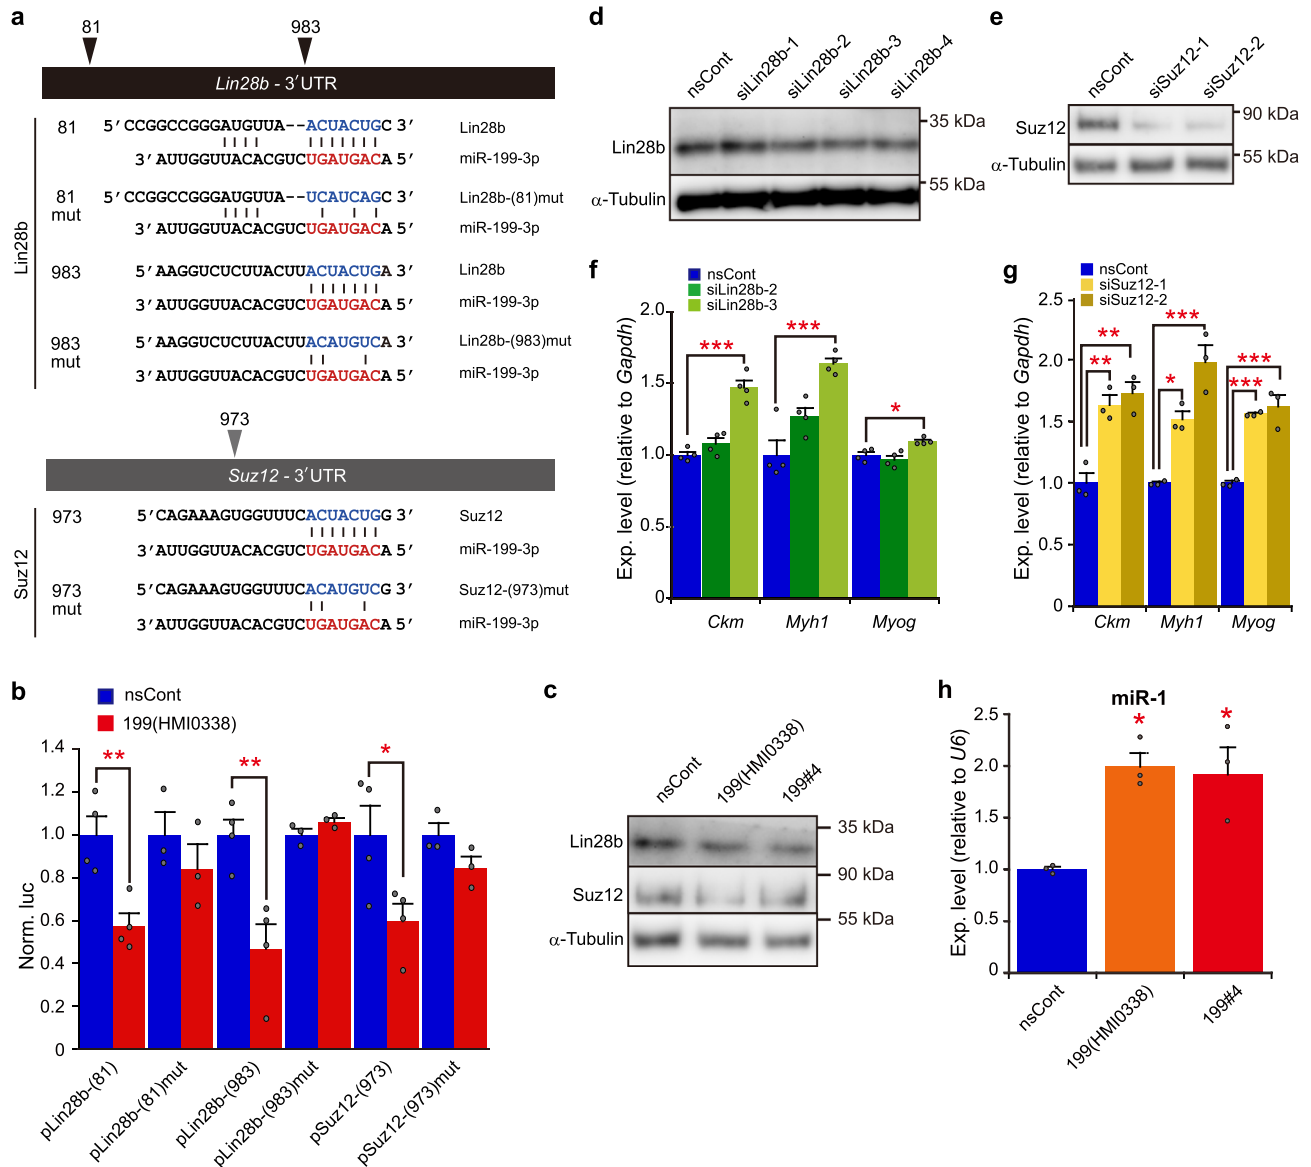 a
81
983
Lin28b - 3′UTR
Lin28b
81
5′CCGGCCGGGAUGUUA--ACUACUGC 3′
Lin28b
3′AUUGGUUACACGUCUGAUGACA 5′
miR-199-3p
81 mut
5′CCGGCCGGGAUGUUA--UCAUCAGC 3′
Lin28b-(81)mut
3′AUUGGUUACACGUCUGAUGACA 5′
miR-199-3p
983
5′AAGGUCUCUUACUUACUACUGA 3′
Lin28b
3′AUUGGUUACACGUCUGAUGACA 5′
miR-199-3p
983 mut
5′AAGGUCUCUUACUUACAUGUCA 3′
Lin28b-(983)mut
3′AUUGGUUACACGUCUGAUGACA 5′
miR-199-3p
973
Suz12 - 3′UTR
Suz12
973
5′CAGAAAGUGGUUUCACUACUGG 3′
Suz12
3′AUUGGUUACACGUCUGAUGACA 5′
miR-199-3p
973 mut
5′CAGAAAGUGGUUUCACAUGUCG 3′
Suz12-(973)mut
3′AUUGGUUACACGUCUGAUGACA 5′
miR-199-3p
b
nsCont
199(HMI0338)
Norm. luc
1.4
1.2
1.0
0.8
0.6
0.4
0.2
0
**
**
*
pLin28b-(81)
pLin28b-(81)mut
pLin28b-(983)
pLin28b-(983)mut
pSuz12-(973)
pSuz12-(973)mut
c
nsCont
199(HMI0338)
199#4
Lin28b
35 kDa
Suz12
90 kDa
α-Tubulin
55 kDa
d
nsCont
siLin28b-1
siLin28b-2
siLin28b-3
siLin28b-4
Lin28b
35 kDa
α-Tubulin
55 kDa
e
nsCont
siSuz12-1
siSuz12-2
Suz12
90 kDa
α-Tubulin
55 kDa
f
nsCont
siLin28b-2
siLin28b-3
Exp. level (relative to Gapdh)
2.0
1.5
1.0
0.5
0
***
***
*
Ckm
Myh1
Myog
g
nsCont
siSuz12-1
siSuz12-2
Exp. level (relative to Gapdh)
2.5
2.0
1.5
1.0
0.5
0
**
**
***
*
***
***
Ckm
Myh1
Myog
h
miR-1
Exp. level (relative to U6)
2.5
2.0
1.5
1.0
0.5
0
*
*
nsCont
199(HMI0338)
199#4